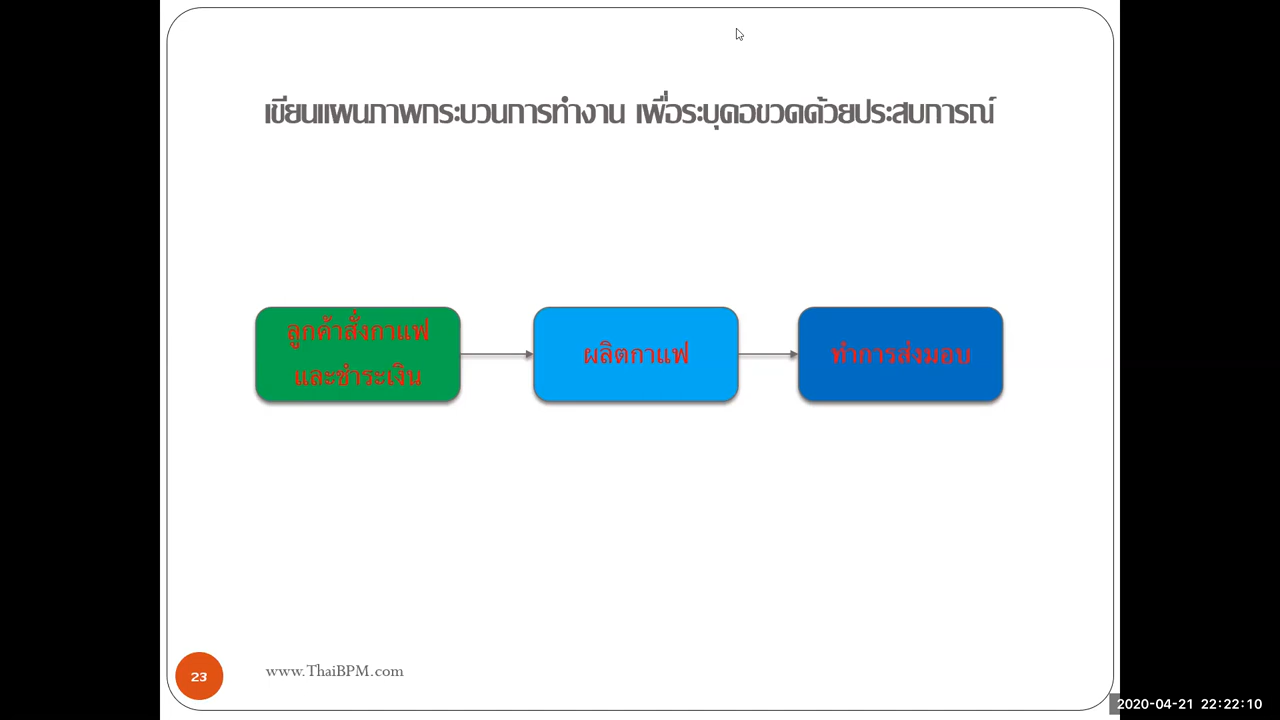 เขียนแผนภาพกระบวนการทำงาน เพื่อระบุคอขวดด้วยประสบการณ์
ลูกค้าสั่งกาแฟ
และชำระเงิน
ผลิตกาแฟ
ทำการส่งมอบ
23
www.ThaiBPM.com
2020-04-21 22:22:10